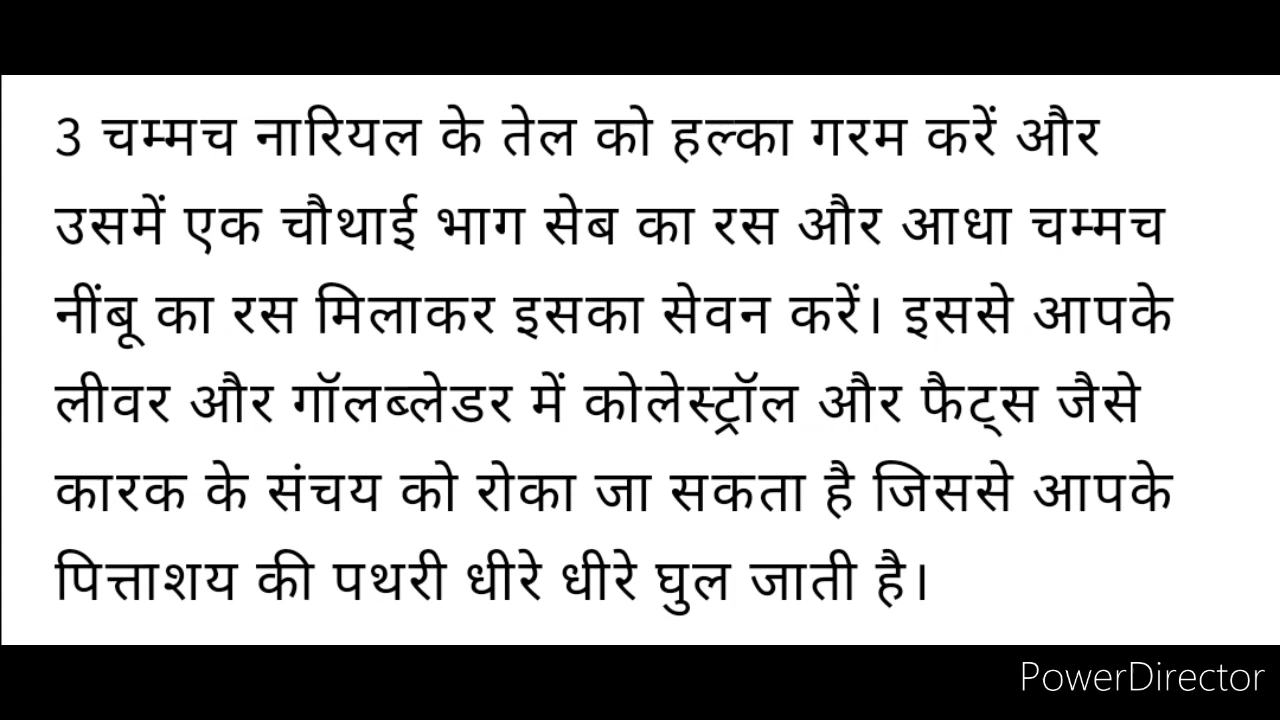 3 चम्मच नारियल के तेल को हल्का गरम करें और
उसमें एक चौथाई भाग सेब का रस और आधा चम्मच
नींबू का रस मिलाकर इसका सेवन करें। इससे आपके
लीवर और गॉलब्लेडर में कोलेस्ट्रॉल और फैट्स जैसे
कारक के संचय को रोका जा सकता है जिससे आपके
पित्ताशय की पथरी धीरे धीरे घुल जाती है।
PowerDirector